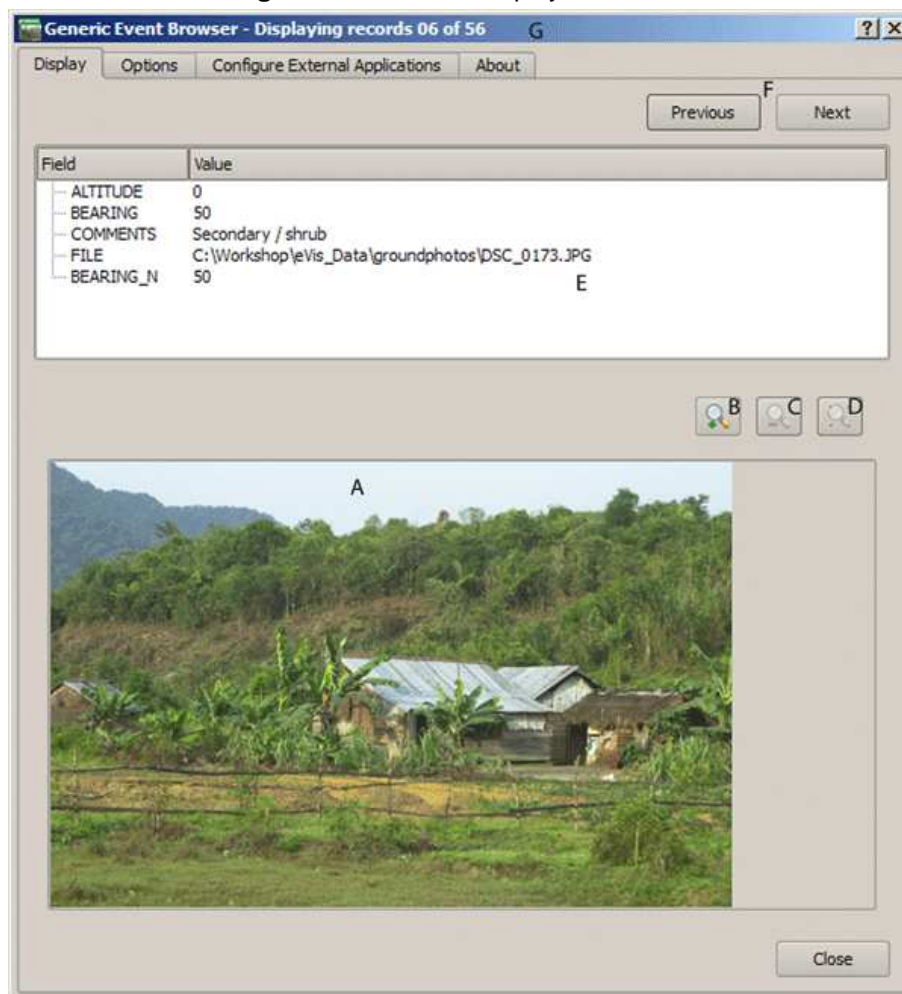 Generic Event Browser - Displaying records 06 of 56 G ? ×
Display Options Configure External Applications About
Previous F Next
Field Value
ALTITUDE 0
BEARING 50
COMMENTS Secondary / shrub
FILE C:\Workshop\eVis_Data\groundphotos\DSC_0173.JPG
BEARING_N 50
E
B C D
A
Close